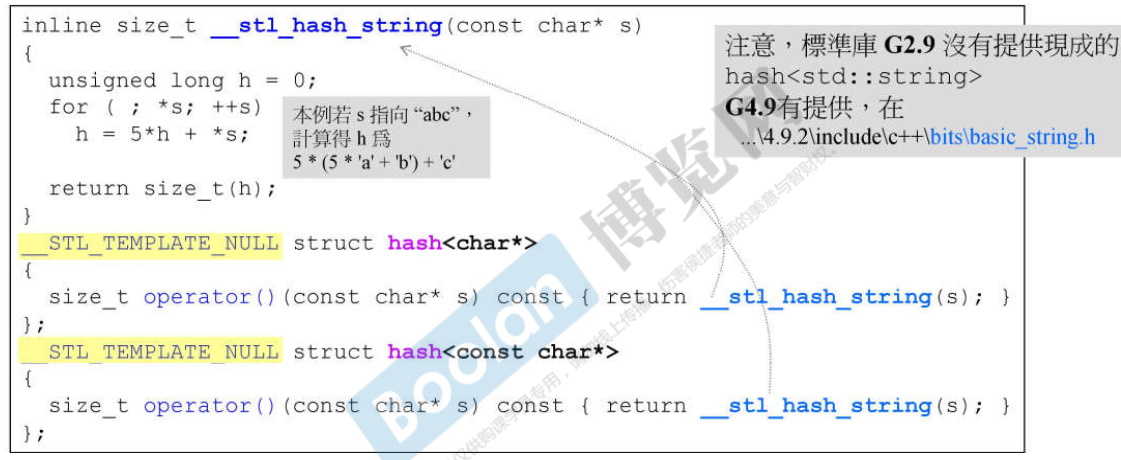 inline size_t __stl_hash_string(const char* s)
{
unsigned long h = 0;
for ( ; *s; ++s)
h = 5*h + *s;
return size_t(h);
}
本例若 s 指向 “abc”，
計算得 h 爲
5 * (5 * 'a' + 'b') + 'c'
注意，標準庫 G2.9 沒有提供現成的
hash<std::string>
G4.9有提供，在
...\4.9.2\include\c++\bits\basic_string.h
__STL_TEMPLATE_NULL struct hash<char*>
{
size_t operator()(const char* s) const { return __stl_hash_string(s); }
};
__STL_TEMPLATE_NULL struct hash<const char*>
{
size_t operator()(const char* s) const { return __stl_hash_string(s); }
};
Boolan 博览网